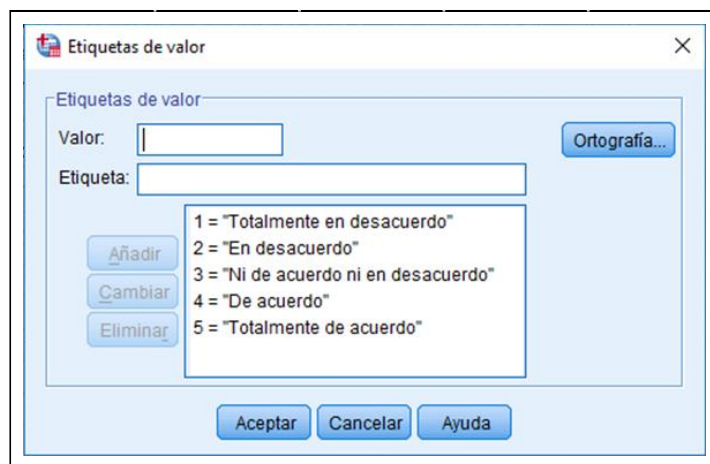 Etiquetas de valor
Etiquetas de valor
Valor:
Ortografía...
Etiqueta:
1 = "Totalmente en desacuerdo"
2 = "En desacuerdo"
3 = "Ni de acuerdo ni en desacuerdo"
4 = "De acuerdo"
5 = "Totalmente de acuerdo"
Añadir
Cambiar
Eliminar
Aceptar Cancelar Ayuda